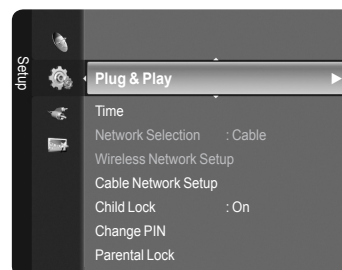 Setup
Plug & Play
Time
Network Selection : Cable
Wireless Network Setup
Cable Network Setup
Child Lock : On
Change PIN
Parental Lock